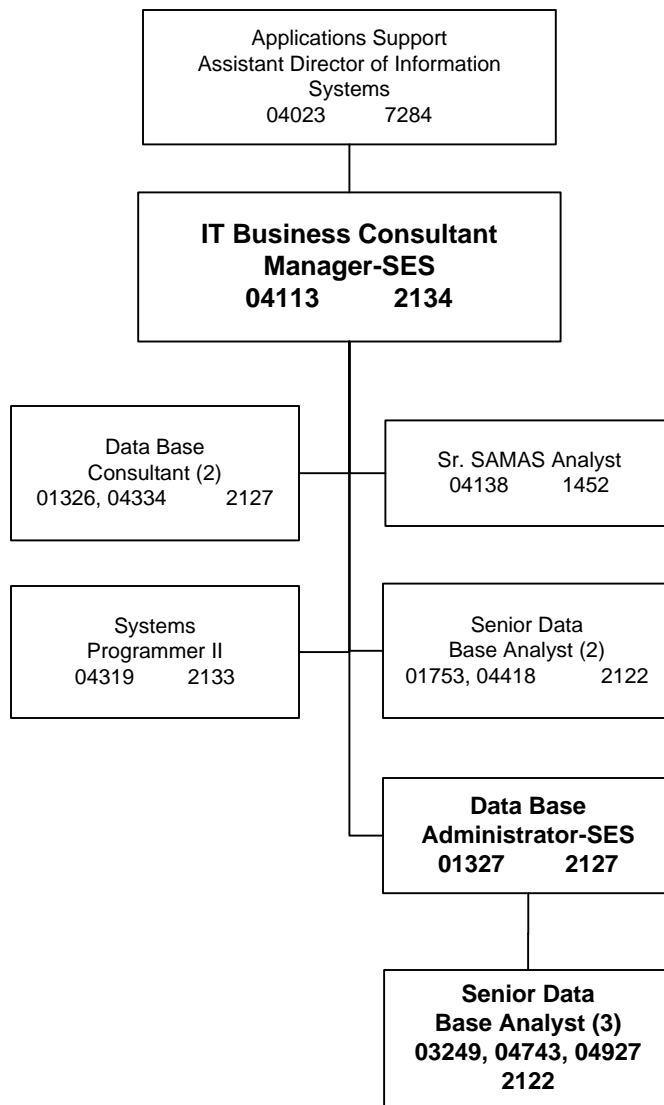 Applications Support
Assistant Director of Information
Systems
04023 7284
IT Business Consultant
Manager-SES
04113 2134
Data Base
Consultant (2)
01326, 04334 2127
Sr. SAMAS Analyst
04138 1452
Systems
Programmer II
04319 2133
Senior Data
Base Analyst (2)
01753, 04418 2122
Data Base
Administrator-SES
01327 2127
Senior Data
Base Analyst (3)
03249, 04743, 04927
2122